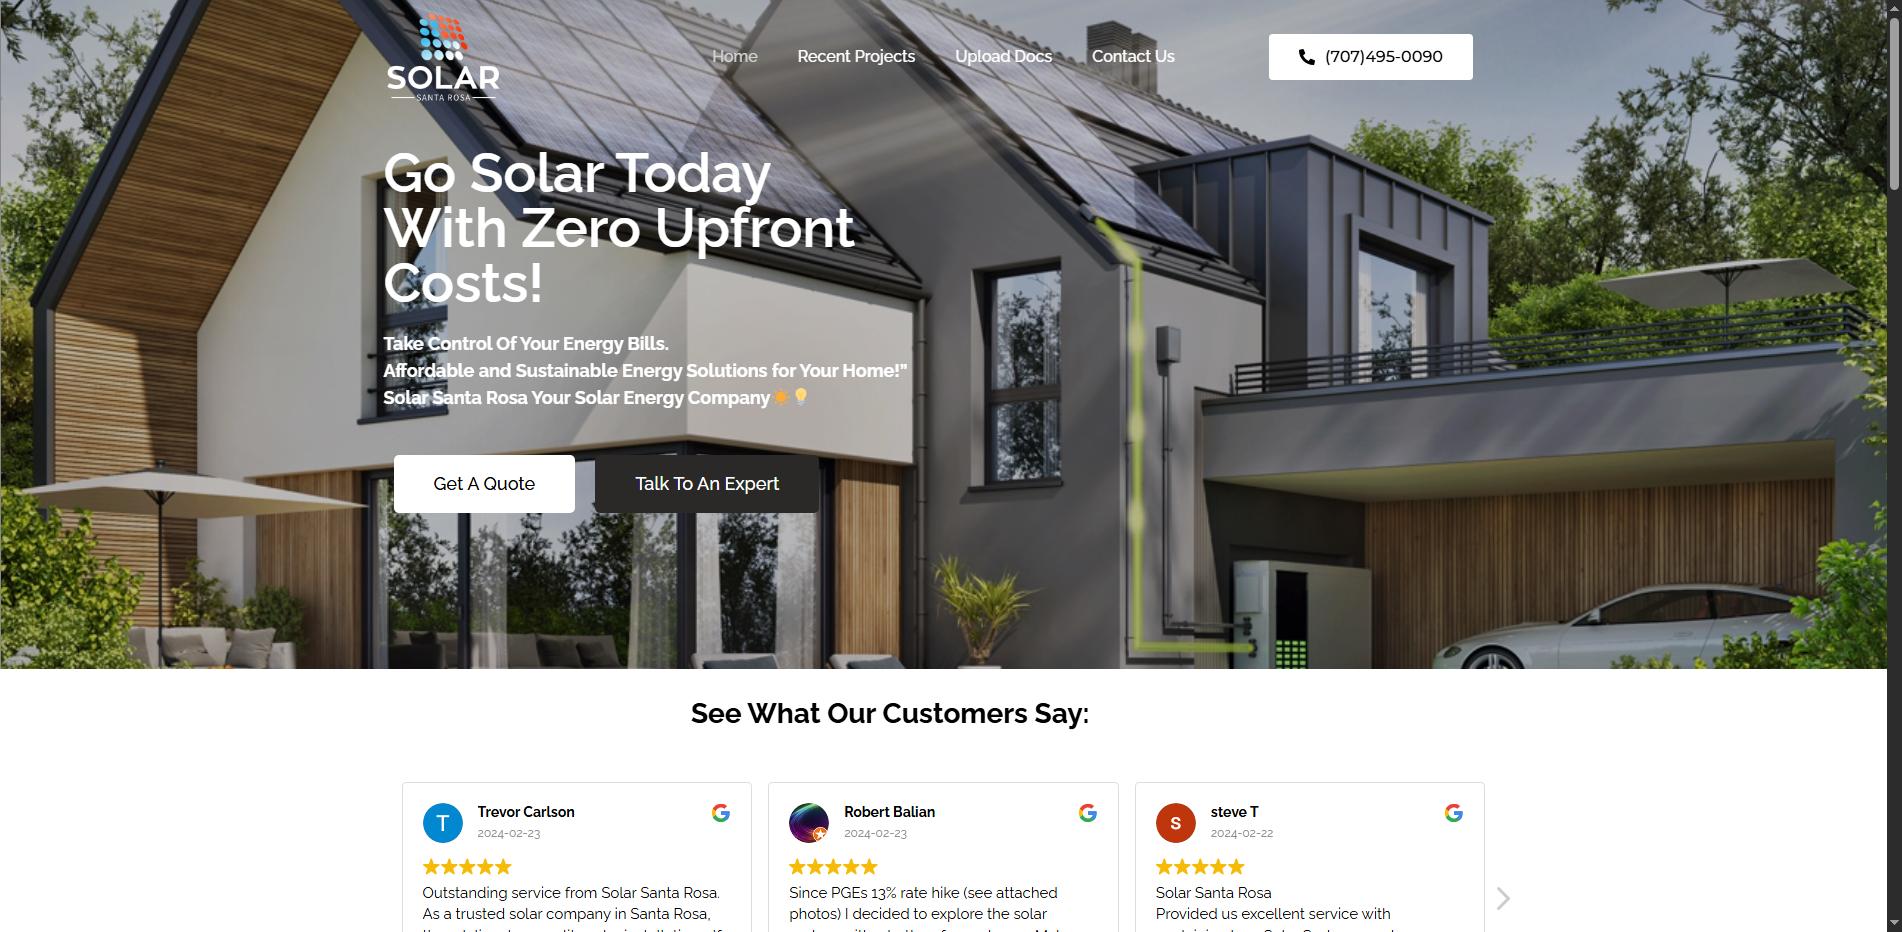 SOLAR
SANTA ROSA
Home
Recent Projects
Upload Docs
Contact Us
(707)495-0090
Go Solar Today
With Zero Upfront
Costs!
Take Control Of Your Energy Bills.
Affordable and Sustainable Energy Solutions for Your Home!"
Solar Santa Rosa Your Solar Energy Company☀️💡
Get A Quote
Talk To An Expert
See What Our Customers Say:
T
Trevor Carlson
2024-02-23
Outstanding service from Solar Santa Rosa.
As a trusted solar company in Santa Rosa,
Robert Balian
2024-02-23
Since PGEs 13% rate hike (see attached
photos) I decided to explore the solar
s
steve T
2024-02-22
Solar Santa Rosa
Provided us excellent service with